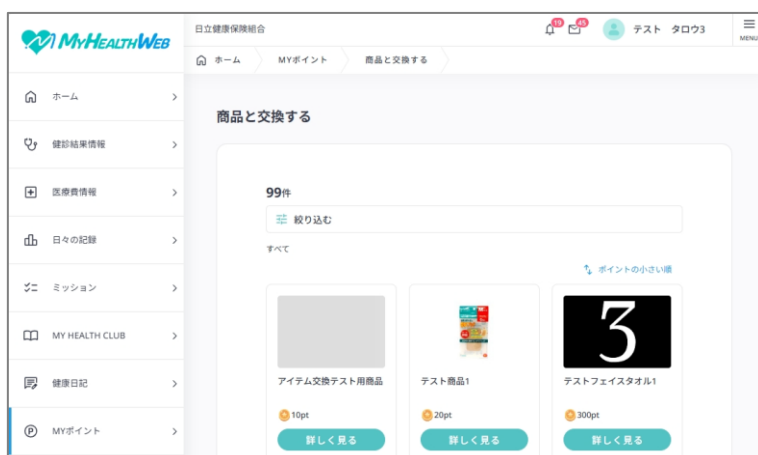 MY HEALTH WEB
日立健康保険組合
19
45
テスト タロウ3
MENU
ホーム
MYポイント
商品と交換する
ホーム
健診結果情報
医療費情報
日々の記録
ミッション
MY HEALTH CLUB
健康日記
P MYポイント
商品と交換する
99件
絞り込む
すべて
ポイントの小さい順
3
アイテム交換テスト用商品
テスト商品1
テストフェイスタオル1
10pt
20pt
300pt
詳しく見る
詳しく見る
詳しく見る